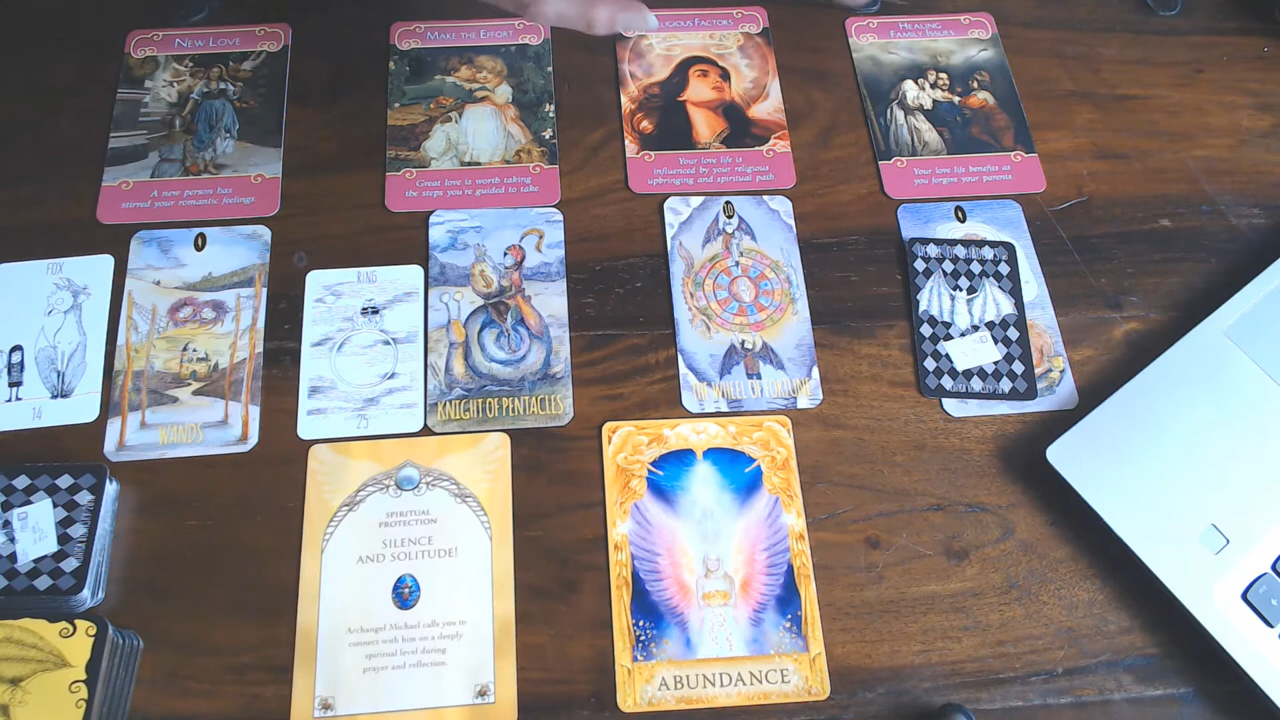 NEW LOVE
A new person has
stirred your romantic feelings.
MAKE THE EFFORT
Great love is worth taking
the steps you're guided to take.
RELIGIOUS FACTORS
Your love life is
influenced by your religious
upbringing and spiritual path.
HEALING
FAMILY ISSUES
Your love life benefits as
you forgive your parents.
FOX
14
WANDS
RING
25
KNIGHT OF PENTACLES
10
THE WHEEL OF FORTUNE
SPIRITUAL
PROTECTION
SILENCE
AND SOLITUDE!
Archangel Michael calls you to
connect with him on a deeply
spiritual level during
prayer and reflection.
ABUNDANCE